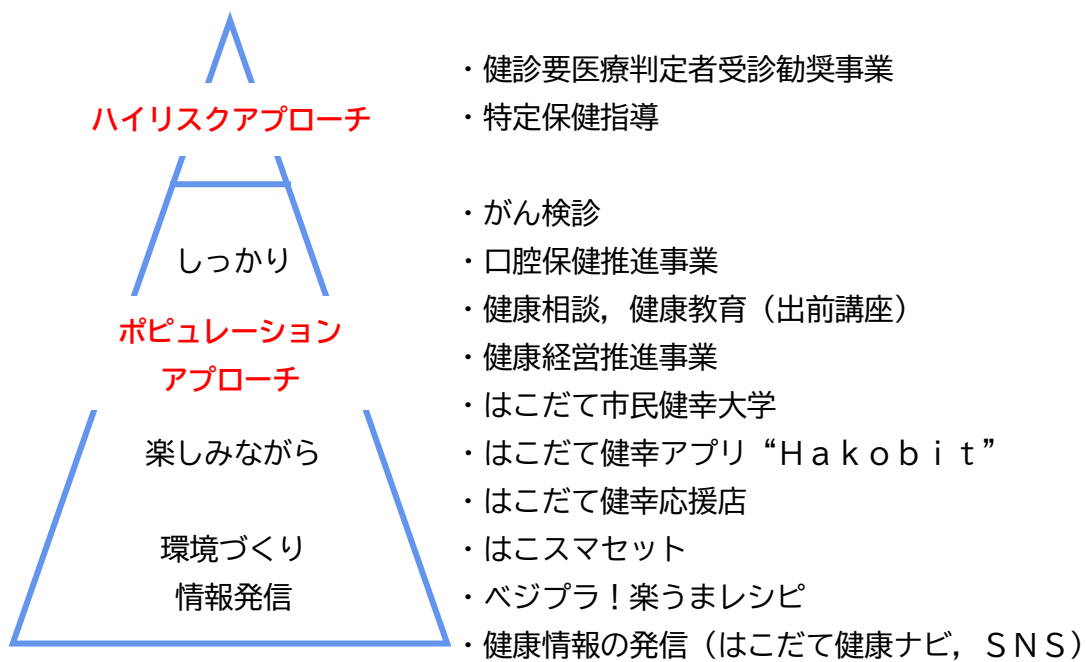 ハイリスクアプローチ
しっかり
ポピュレーション
アプローチ
楽しみながら
環境づくり
情報発信
・健診要医療判定者受診勧奨事業
・特定保健指導
・がん検診
・口腔保健推進事業
・健康相談，健康教育（出前講座）
・健康経営推進事業
・はこだて市民健幸大学
・はこだて健幸アプリ“Ｈａｋｏｂｉｔ”
・はこだて健幸応援店
・はこスマセット
・ベジプラ！楽うまレシピ
・健康情報の発信（はこだて健康ナビ，ＳＮＳ）